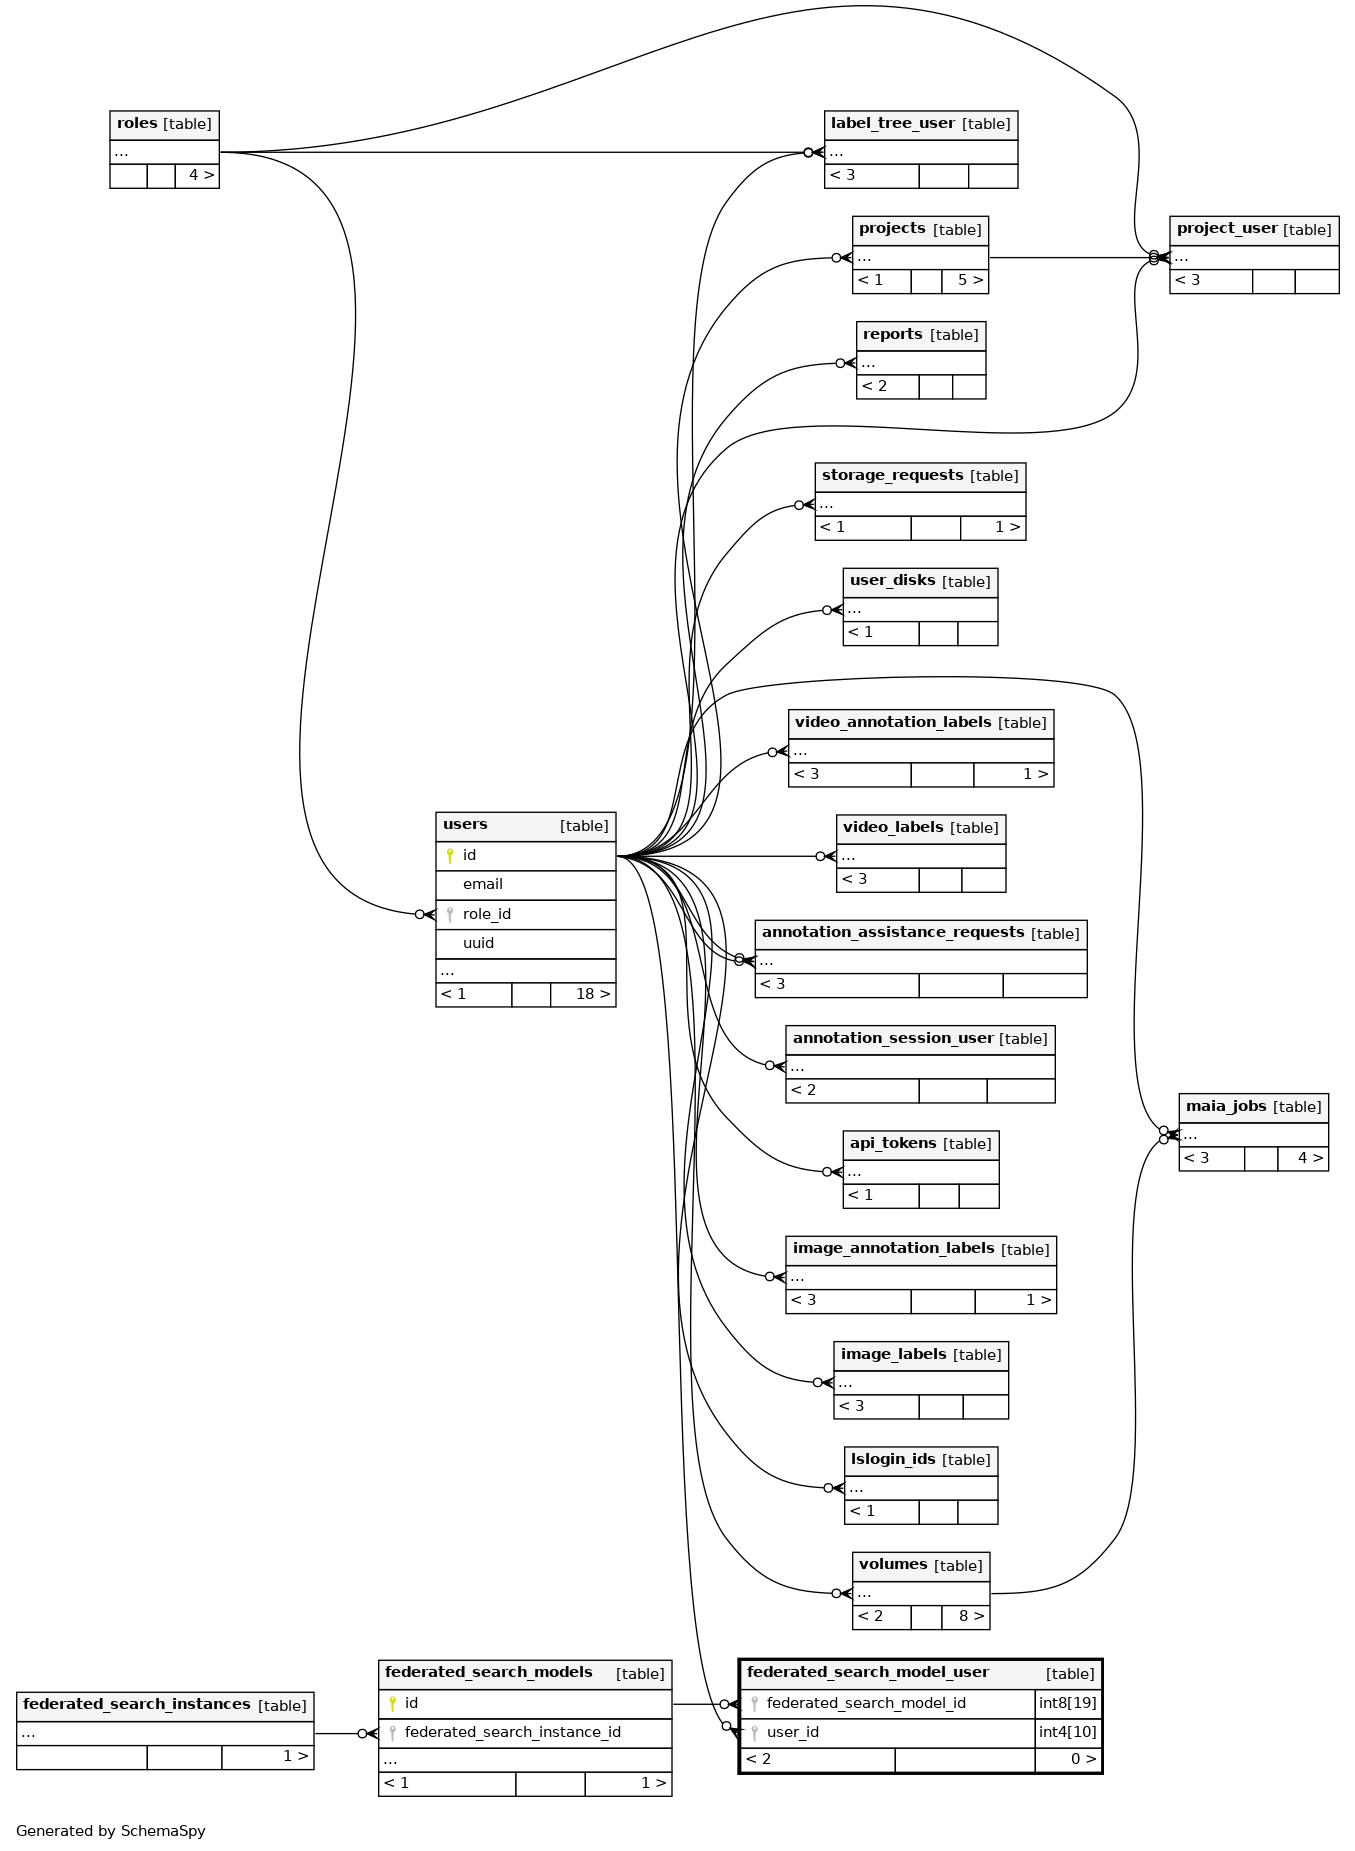 roles [table]
...
4 >
label_tree_user [table]
...
< 3
projects [table]
...
< 1 5 >
project_user [table]
...
< 3
reports [table]
...
< 2
storage_requests [table]
...
< 1 1 >
user_disks [table]
...
< 1
video_annotation_labels [table]
...
< 3 1 >
users [table]
id
email
role_id
uuid
...
< 1 18 >
video_labels [table]
...
< 3
annotation_assistance_requests [table]
...
< 3
annotation_session_user [table]
...
< 2
maia_jobs [table]
...
< 3 4 >
api_tokens [table]
...
< 1
image_annotation_labels [table]
...
< 3 1 >
image_labels [table]
...
< 3
lslogin_ids [table]
...
< 1
volumes [table]
...
< 2 8 >
federated_search_instances [table]
...
1 >
federated_search_models [table]
id
federated_search_instance_id
...
< 1 1 >
federated_search_model_user [table]
federated_search_model_id int8[19]
user_id int4[10]
< 2 0 >
Generated by SchemaSpy